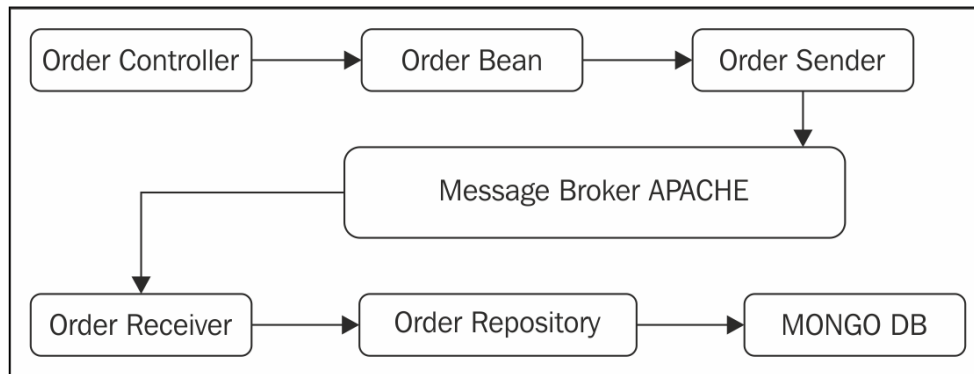 Order Controller
Order Bean
Order Sender
Message Broker APACHE
Order Receiver
Order Repository
MONGO DB